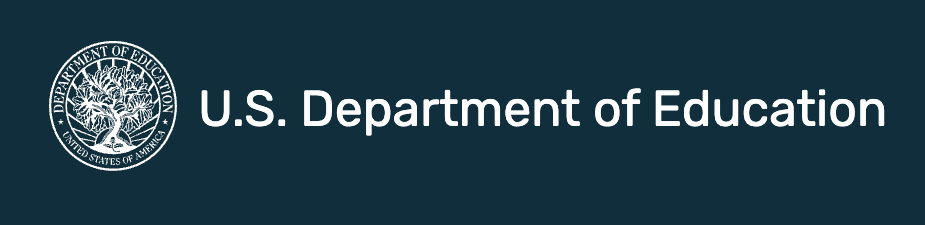 DEPARTMENT OF EDUCATION
UNITED STATES OF AMERICA
U.S. Department of Education